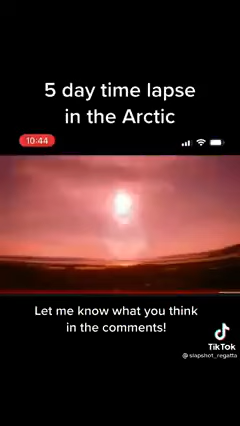 5 day time lapse
in the Arctic
10:44
Let me know what you think
in the comments!
TikTok
@slapshot_regatta